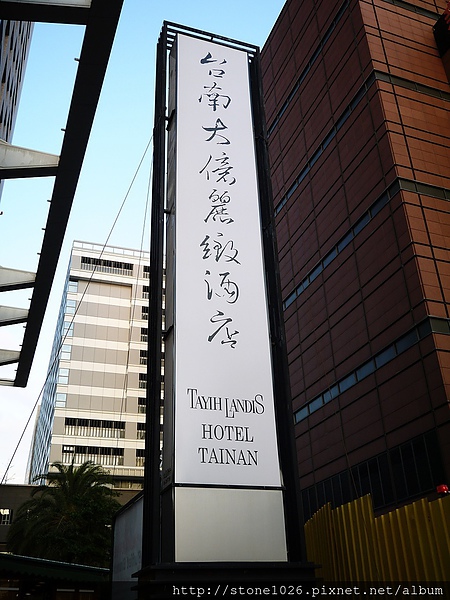 台南大億麗緻酒店
TAYIH LANDIS
HOTEL
TAINAN
http://stone1026.pixnet.net/album